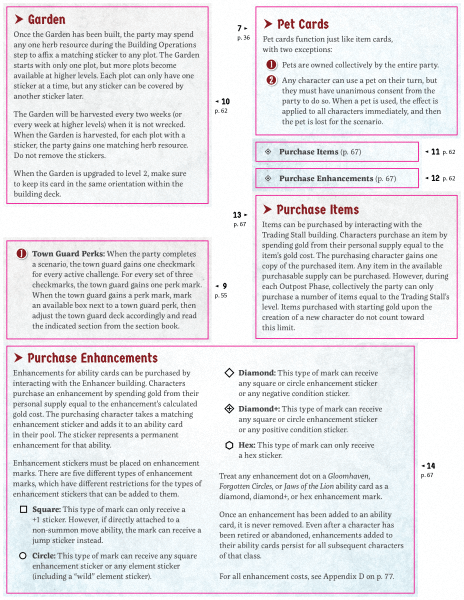 Garden
Once the Garden has been built, the party may spend
any one herb resource during the Building Operations
step to affix a matching sticker to any plot. The Garden
starts with only one plot, but more plots become
available at higher levels. Each plot can only have one
sticker at a time, but any sticker can be covered by
another sticker later.
The Garden will be harvested every two weeks (or
every week at higher levels) when it is not wrecked.
When the Garden is harvested, for each plot with a
sticker, the party gains one matching herb resource.
Do not remove the stickers.
When the Garden is upgraded to level 2, make sure
to keep its card in the same orientation within the
building deck.
10
p.62
7
p.36
Pet Cards
Pet cards function just like item cards,
with two exceptions:
1 Pets are owned collectively by the entire party.
2 Any character can use a pet on their turn, but
they must have unanimous consent from the
party to do so. When a pet is used, the effect is
applied to all characters immediately, and then
the pet is lost for the scenario.
Purchase Items (p. 67)
11 p.62
Purchase Enhancements (p. 67)
12 p.62
13
p.67
Purchase Items
Items can be purchased by interacting with the
Trading Stall building. Characters purchase an item by
spending gold from their personal supply equal to the
item's gold cost. The purchasing character gains one
copy of the purchased item. Any item in the available
purchasable supply can be purchased. However, during
each Outpost Phase, collectively the party can only
purchase a number of items equal to the Trading Stall's
level. Items purchased with starting gold upon the
creation of a new character do not count toward
this limit.
1 Town Guard Perks: When the party completes
a scenario, the town guard gains one checkmark
for every active challenge. For every set of three
checkmarks, the town guard gains one perk mark.
When the town guard gains a perk mark, mark
an available box next to a town guard perk, then
adjust the town guard deck accordingly and read
the indicated section from the section book.
9
p.55
Purchase Enhancements
Enhancements for ability cards can be purchased by
interacting with the Enhancer building. Characters
purchase an enhancement by spending gold from their
personal supply equal to the enhancement's calculated
gold cost. The purchasing character takes a matching
enhancement sticker and adds it to an ability card
in their pool. The sticker represents a permanent
enhancement for that ability.
Enhancement stickers must be placed on enhancement
marks. There are five different types of enhancement
marks, which have different restrictions for the types of
enhancement stickers that can be added to them.
Square: This type of mark can only receive a
+1 sticker. However, if directly attached to a
non-summon move ability, the mark can receive a
jump sticker instead.
Circle: This type of mark can receive any square
enhancement sticker or any element sticker
(including a "wild" element sticker).
Diamond: This type of mark can receive
any square or circle enhancement sticker
or any negative condition sticker.
Diamond+: This type of mark can receive
any square or circle enhancement sticker
or any positive condition sticker.
Hex: This type of mark can only receive
a hex sticker.
Treat any enhancement dot on a Gloomhaven,
Forgotten Circles, or Jaws of the Lion ability card as a
diamond, diamond+, or hex enhancement mark.
Once an enhancement has been added to an ability
card, it is never removed. Even after a character has
been retired or abandoned, enhancements added to
their ability cards persist for all subsequent characters
of that class.
For all enhancement costs, see Appendix D on p. 77.
14
p.67